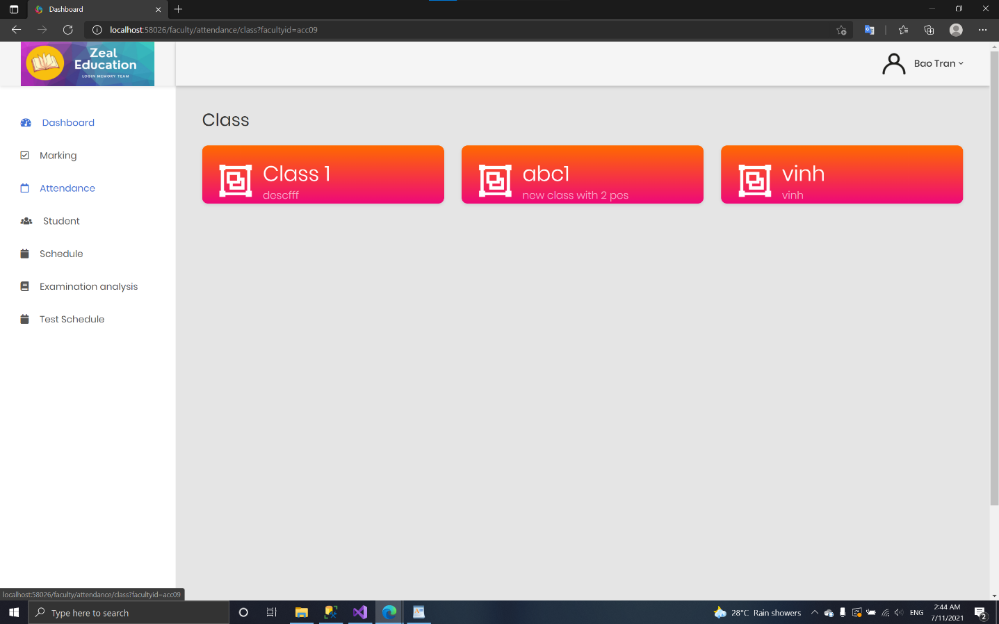 Dashboard
localhost:58026/faculty/attendance/class?facultyid=acc09
Zeal
Education
LOGIN MEMORY TEAM
Bao Tran
Dashboard
Marking
Attendance
Student
Schedule
Examination analysis
Test Schedule
Class
Class 1
descfff
abc1
new class with 2 pos
vinh
vinh
localhost:58026/faculty/attendance/class?facultyid=acc09
Type here to search
28°C Rain showers
ENG
2:44 AM
7/11/2021
2